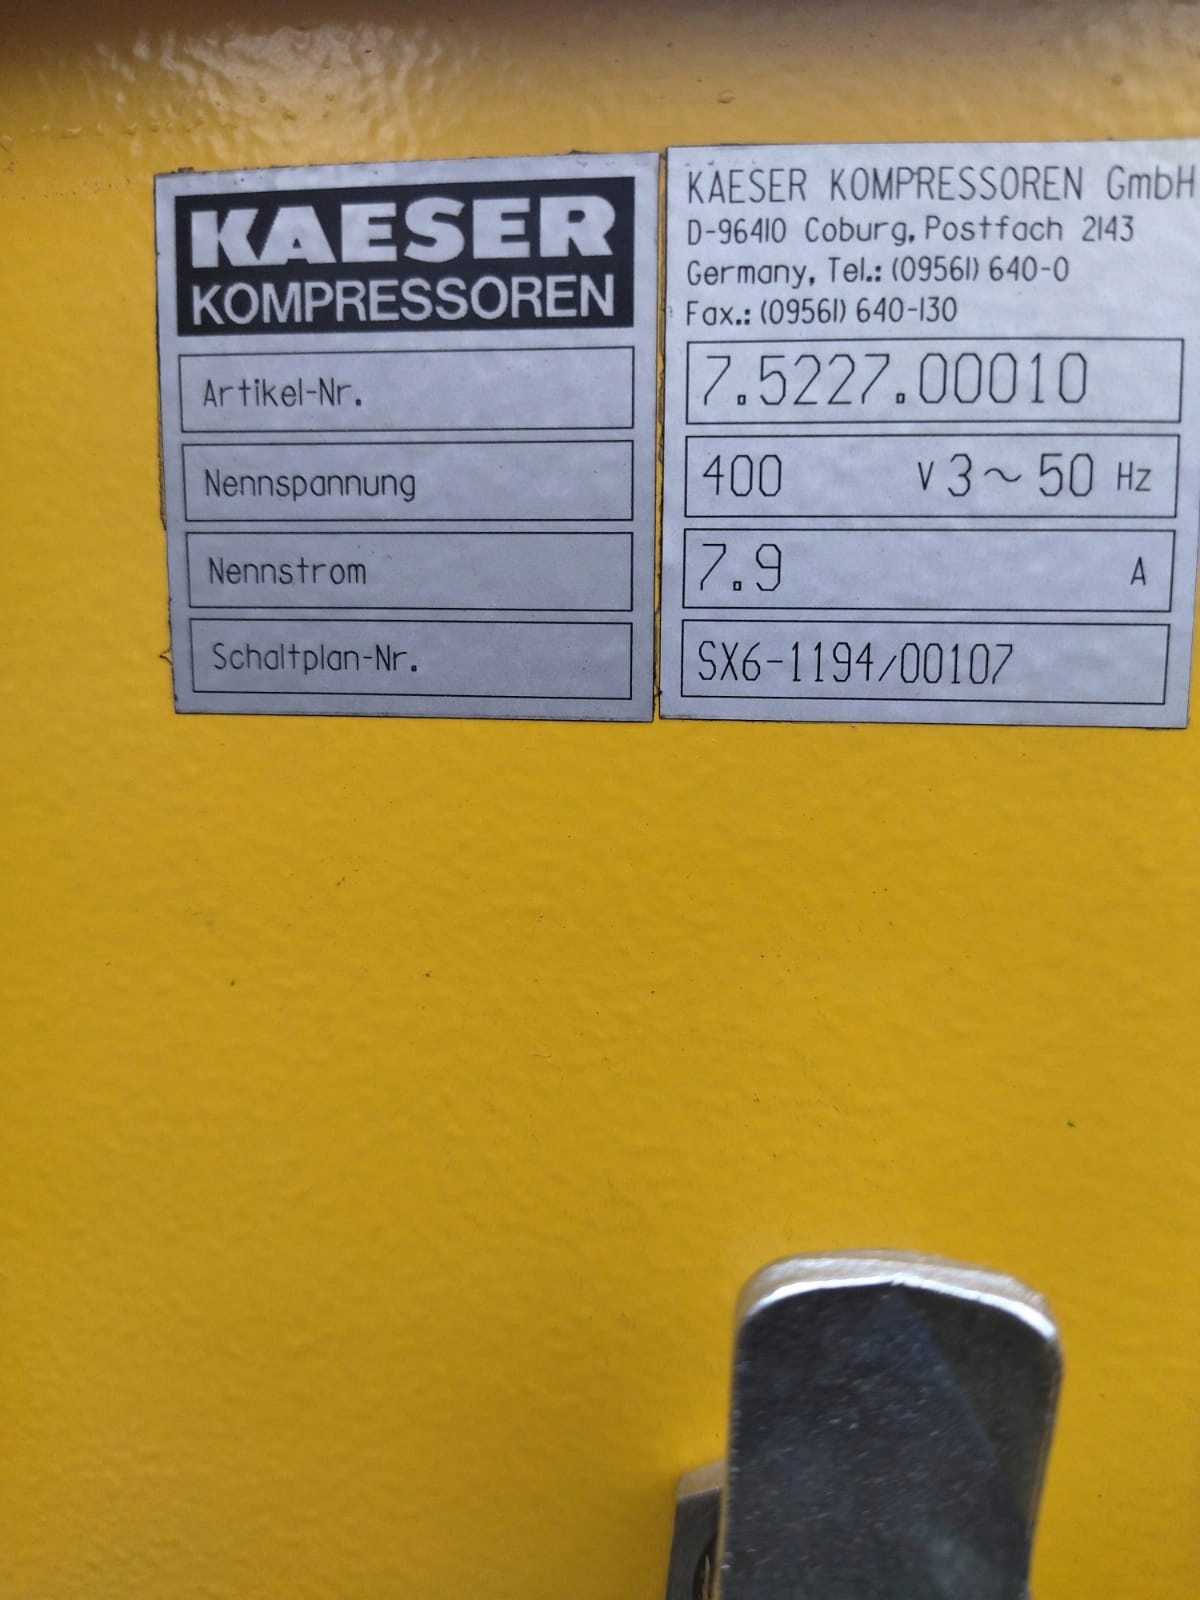 KAESER
KOMPRESSOREN
Artikel-Nr.
Nennspannung
Nennstrom
Schaltplan-Nr.
KAESER KOMPRESSOREN GmbH
D-96410 Coburg, Postfach 2143
Germany, Tel.: (09561) 640-0
Fax.: (09561) 640-130
7.5227.00010
400 V 3~ 50 Hz
7.9 A
SX6-1194/00107